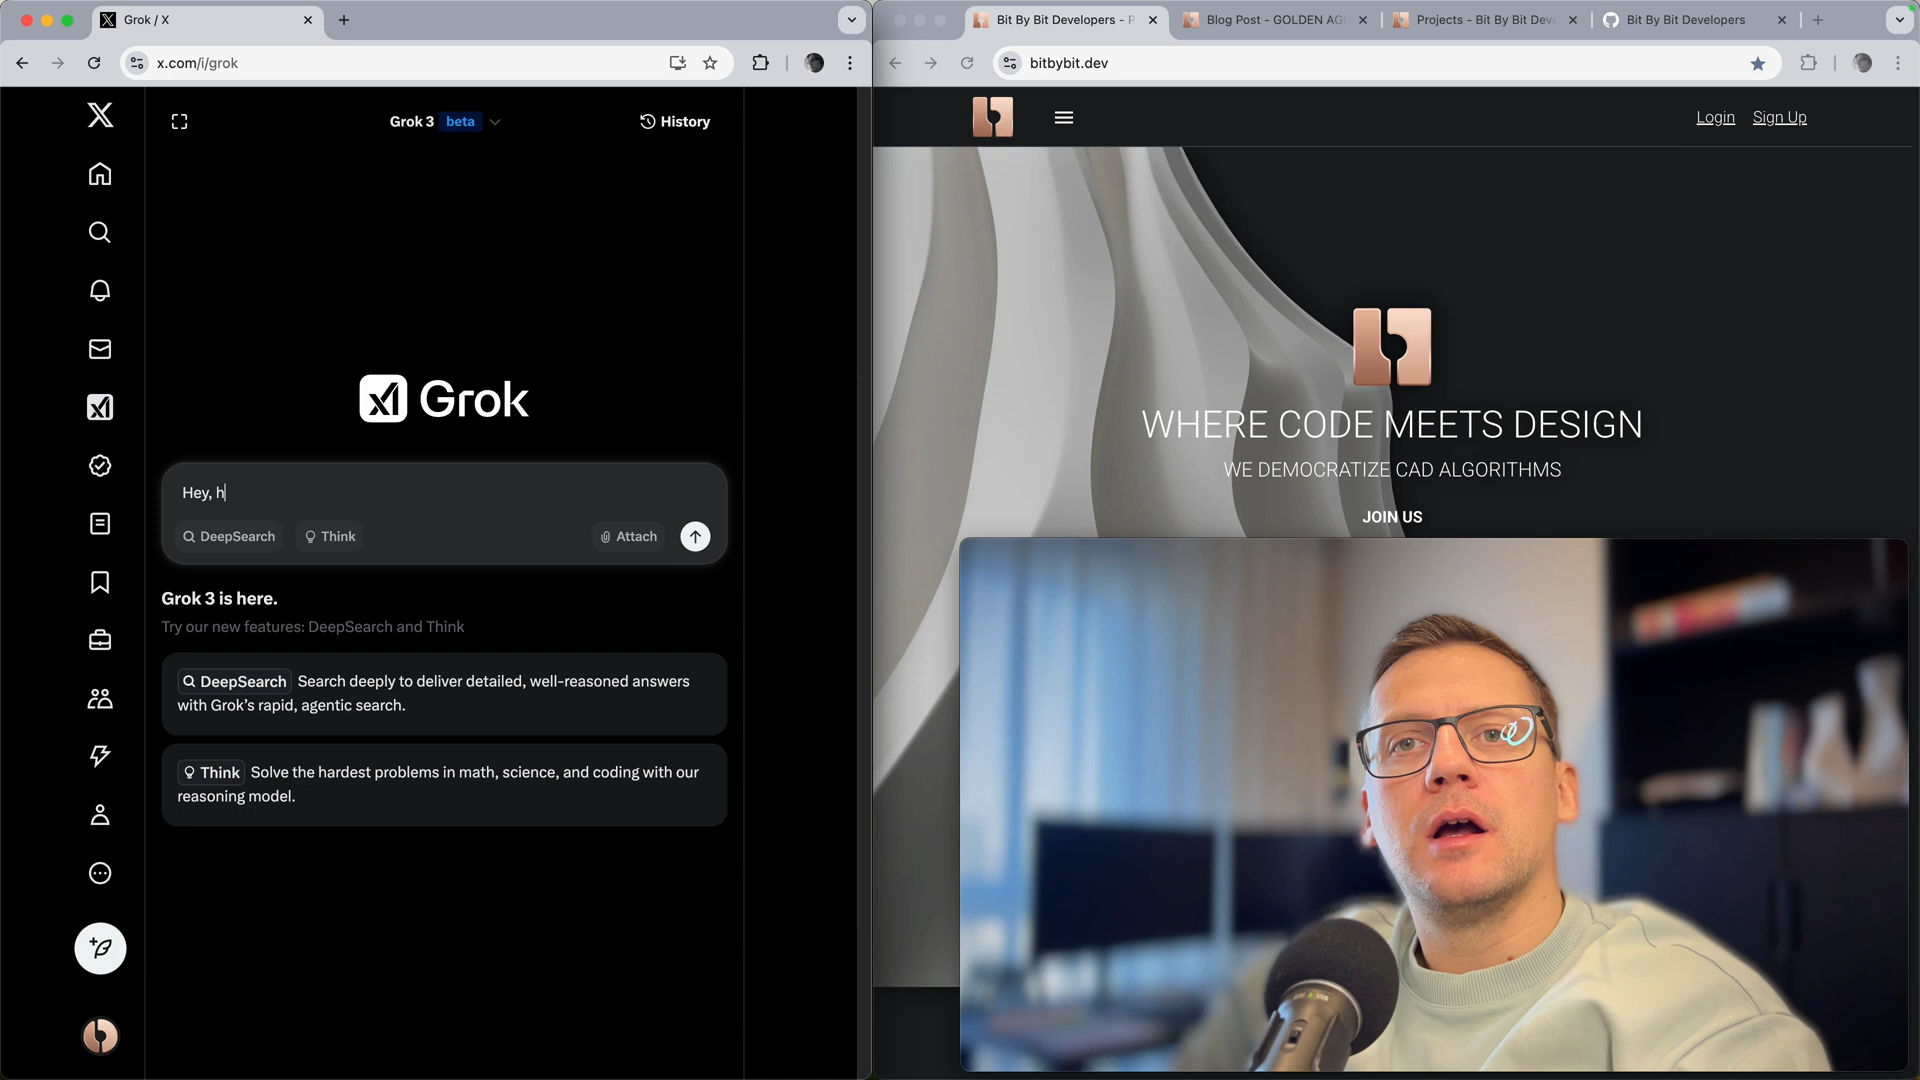 Grok / X
x.com/i/grok
Grok 3 beta
History
Grok
Hey, h
DeepSearch
Think
Attach
Grok 3 is here.
Try our new features: DeepSearch and Think
DeepSearch Search deeply to deliver detailed, well-reasoned answers
with Grok's rapid, agentic search.
Think Solve the hardest problems in math, science, and coding with our
reasoning model.
Bit By Bit Developers - P
Blog Post - GOLDEN AG
Projects - Bit By Bit Deve
Bit By Bit Developers
bitbybit.dev
Login
Sign Up
WHERE CODE MEETS DESIGN
WE DEMOCRATIZE CAD ALGORITHMS
JOIN US